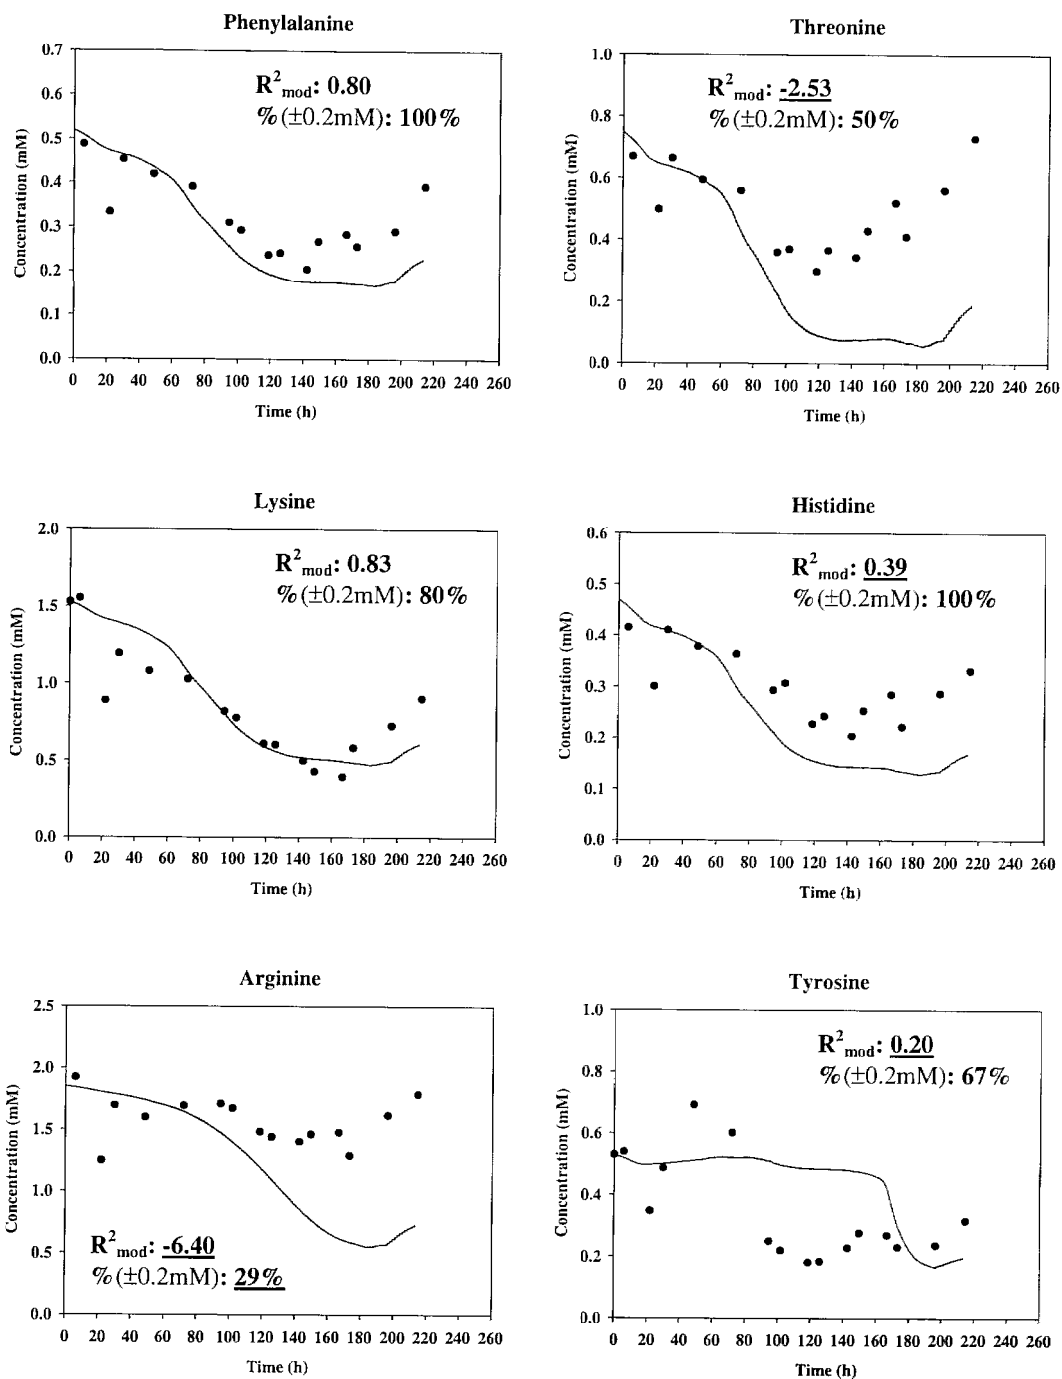 Phenylalanine
R²mod: 0.80
%(±0.2mM): 100%
Concentration (mM)
0.7
0.6
0.5
0.4
0.3
0.2
0.1
0.0
0 20 40 60 80 100 120 140 160 180 200 220 240 260
Time (h)
Threonine
R²mod: -2.53
%(±0.2mM): 50%
Concentration (mM)
1.0
0.8
0.6
0.4
0.2
0.0
0 20 40 60 80 100 120 140 160 180 200 220 240 260
Time (h)
Lysine
R²mod: 0.83
%(±0.2mM): 80%
Concentration (mM)
2.0
1.5
1.0
0.5
0.0
0 20 40 60 80 100 120 140 160 180 200 220 240 260
Time (h)
Histidine
R²mod: 0.39
%(±0.2mM): 100%
Concentration (mM)
0.6
0.5
0.4
0.3
0.2
0.1
0.0
0 20 40 60 80 100 120 140 160 180 200 220 240 260
Time (h)
Arginine
Concentration (mM)
2.5
2.0
1.5
1.0
0.5
0.0
R²mod: -6.40
%(±0.2mM): 29%
0 20 40 60 80 100 120 140 160 180 200 220 240 260
Time (h)
Tyrosine
R²mod: 0.20
%(±0.2mM): 67%
Concentration (mM)
1.0
0.8
0.6
0.4
0.2
0.0
0 20 40 60 80 100 120 140 160 180 200 220 240 260
Time (h)